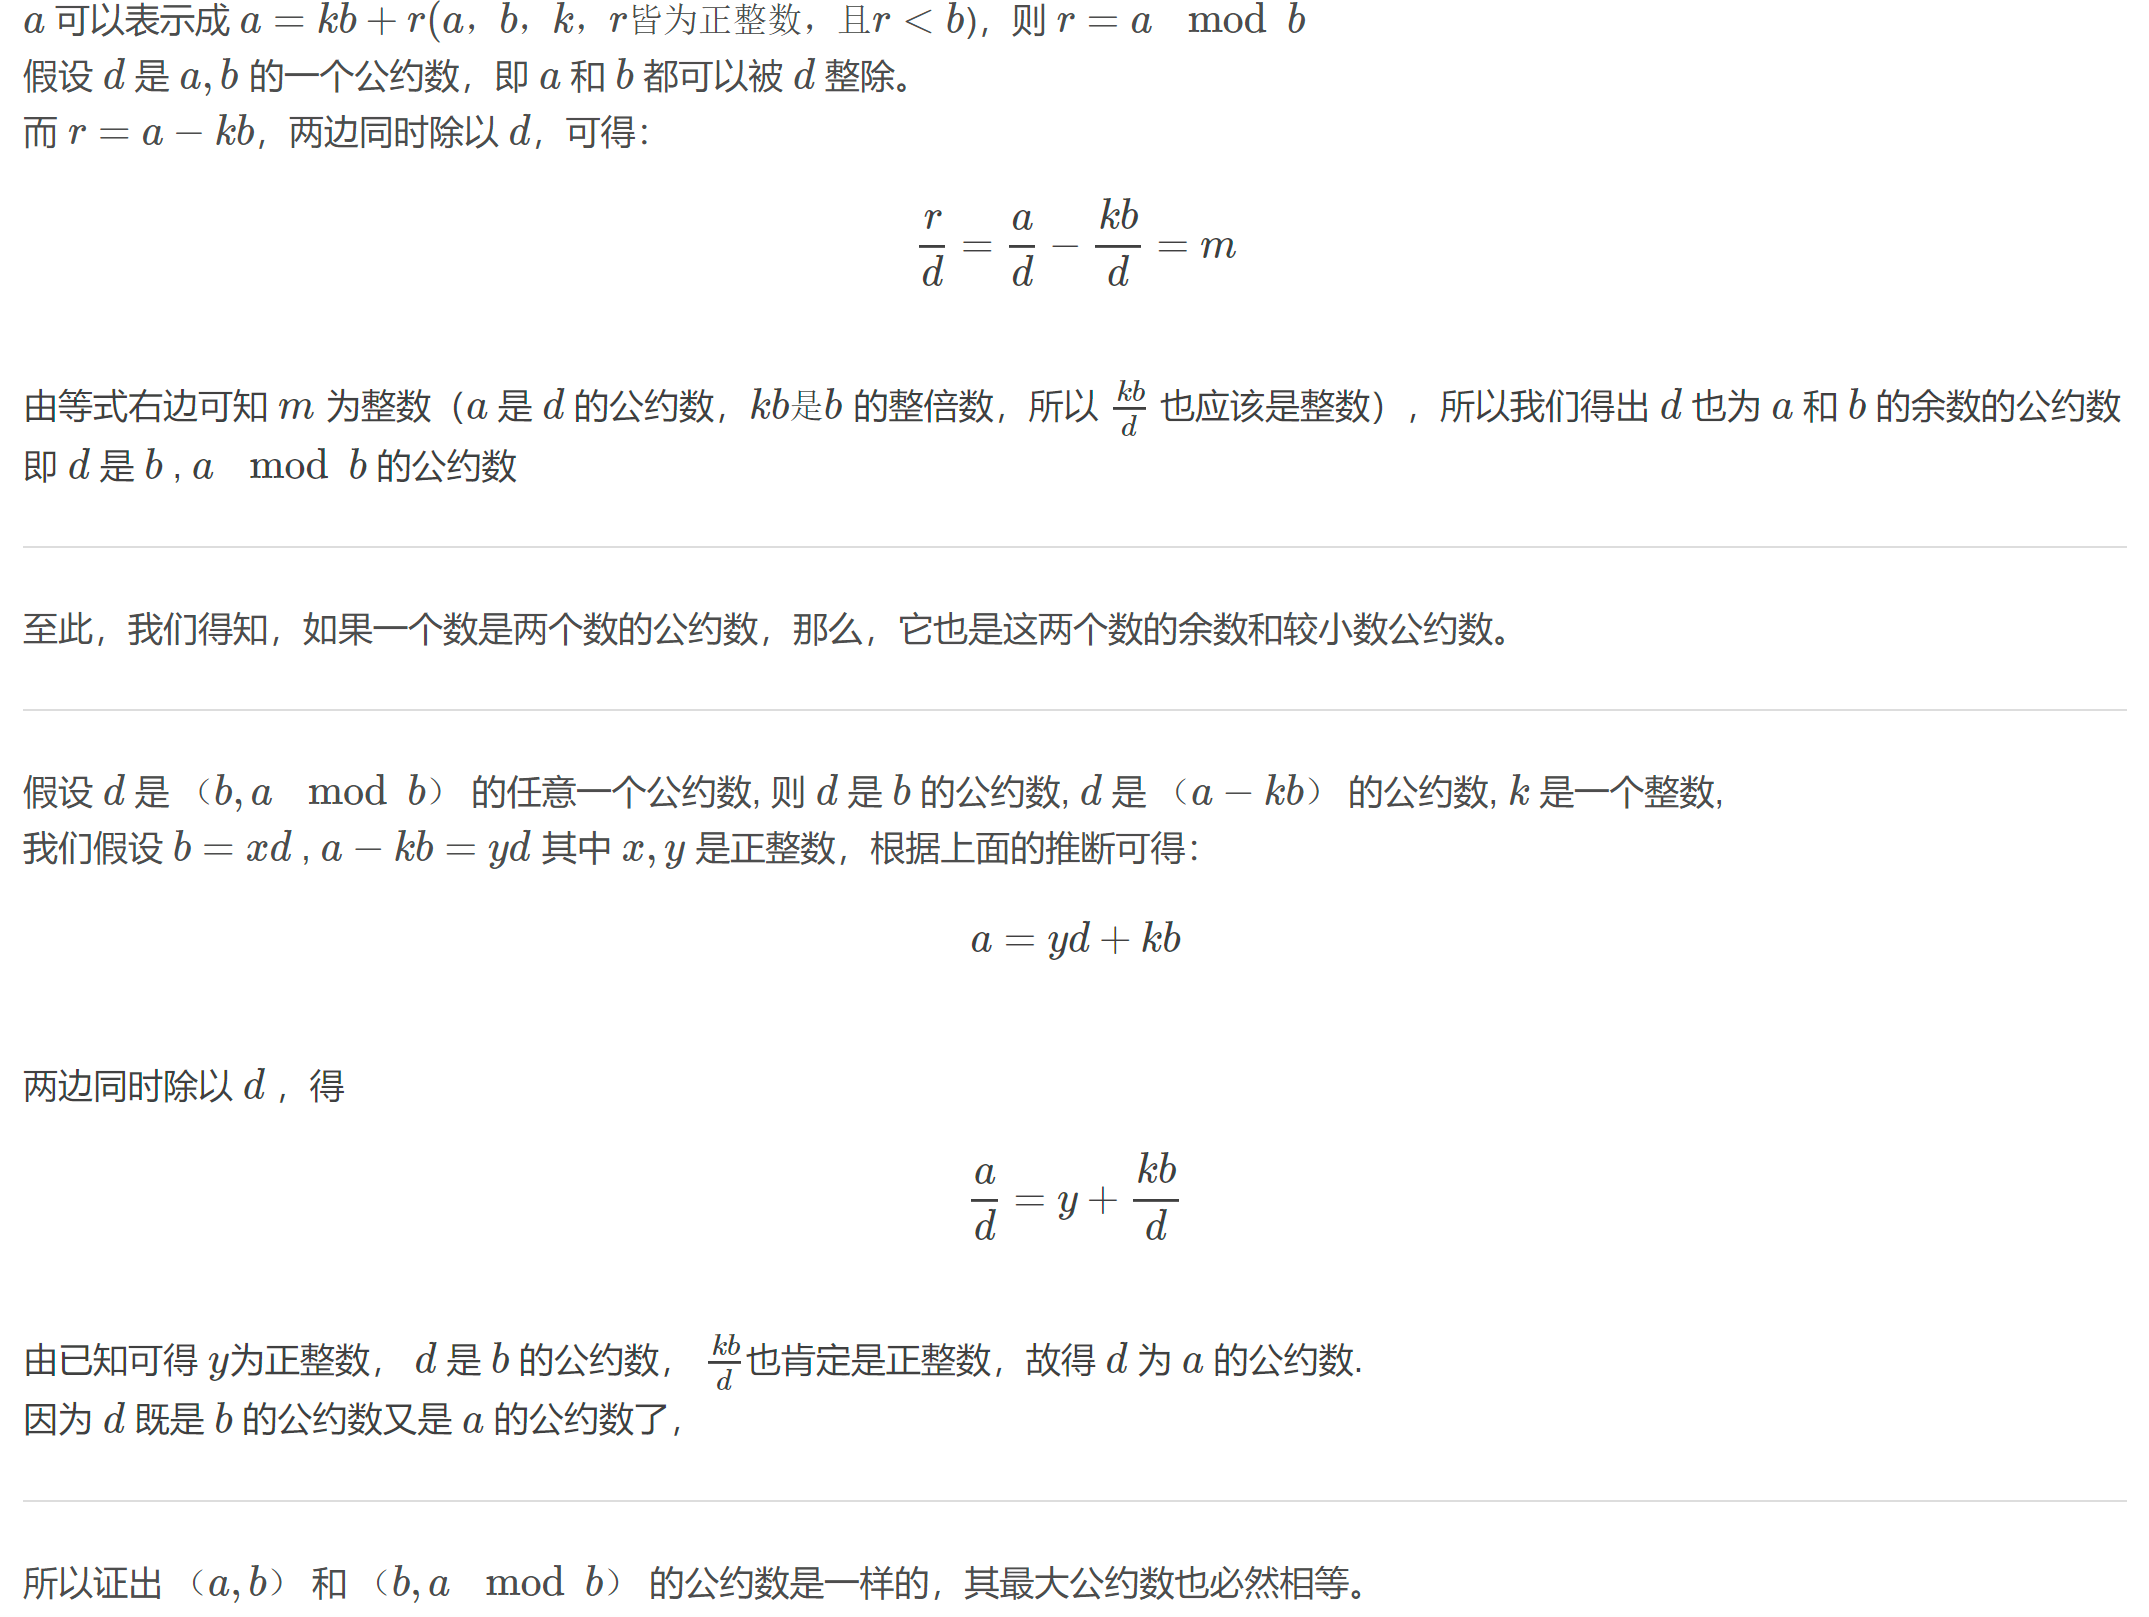 a 可以表示成 a = kb + r(a，b，k，r皆为正整数，且r < b)，则 r = a mod b
假设 d 是 a, b 的一个公约数，即 a 和 b 都可以被 d 整除。
而 r = a − kb，两边同时除以 d，可得：
r/d = a/d − kb/d = m
由等式右边可知 m 为整数（a 是 d 的公约数，kb是b 的整倍数，所以 kb/d 也应该是整数），所以我们得出 d 也为 a 和 b 的余数的公约数
即 d 是 b , a mod b 的公约数
至此，我们得知，如果一个数是两个数的公约数，那么，它也是这两个数的余数和较小数公约数。
假设 d 是 （b, a mod b） 的任意一个公约数, 则 d 是 b 的公约数, d 是 （a − kb） 的公约数, k 是一个整数,
我们假设 b = xd , a − kb = yd 其中 x, y 是正整数，根据上面的推断可得：
a = yd + kb
两边同时除以 d ，得
a/d = y + kb/d
由已知可得 y为正整数， d 是 b 的公约数， kb/d也肯定是正整数，故得 d 为 a 的公约数.
因为 d 既是 b 的公约数又是 a 的公约数了，
所以证出 （a, b） 和 （b, a mod b） 的公约数是一样的，其最大公约数也必然相等。